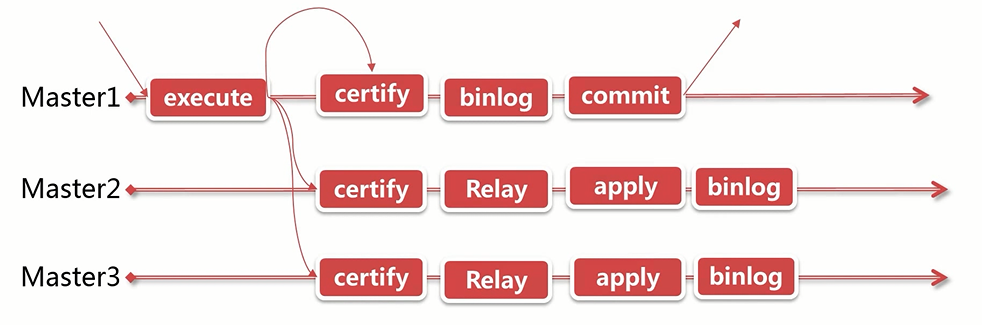 Master1 execute certify binlog commit
Master2 certify Relay apply binlog
Master3 certify Relay apply binlog